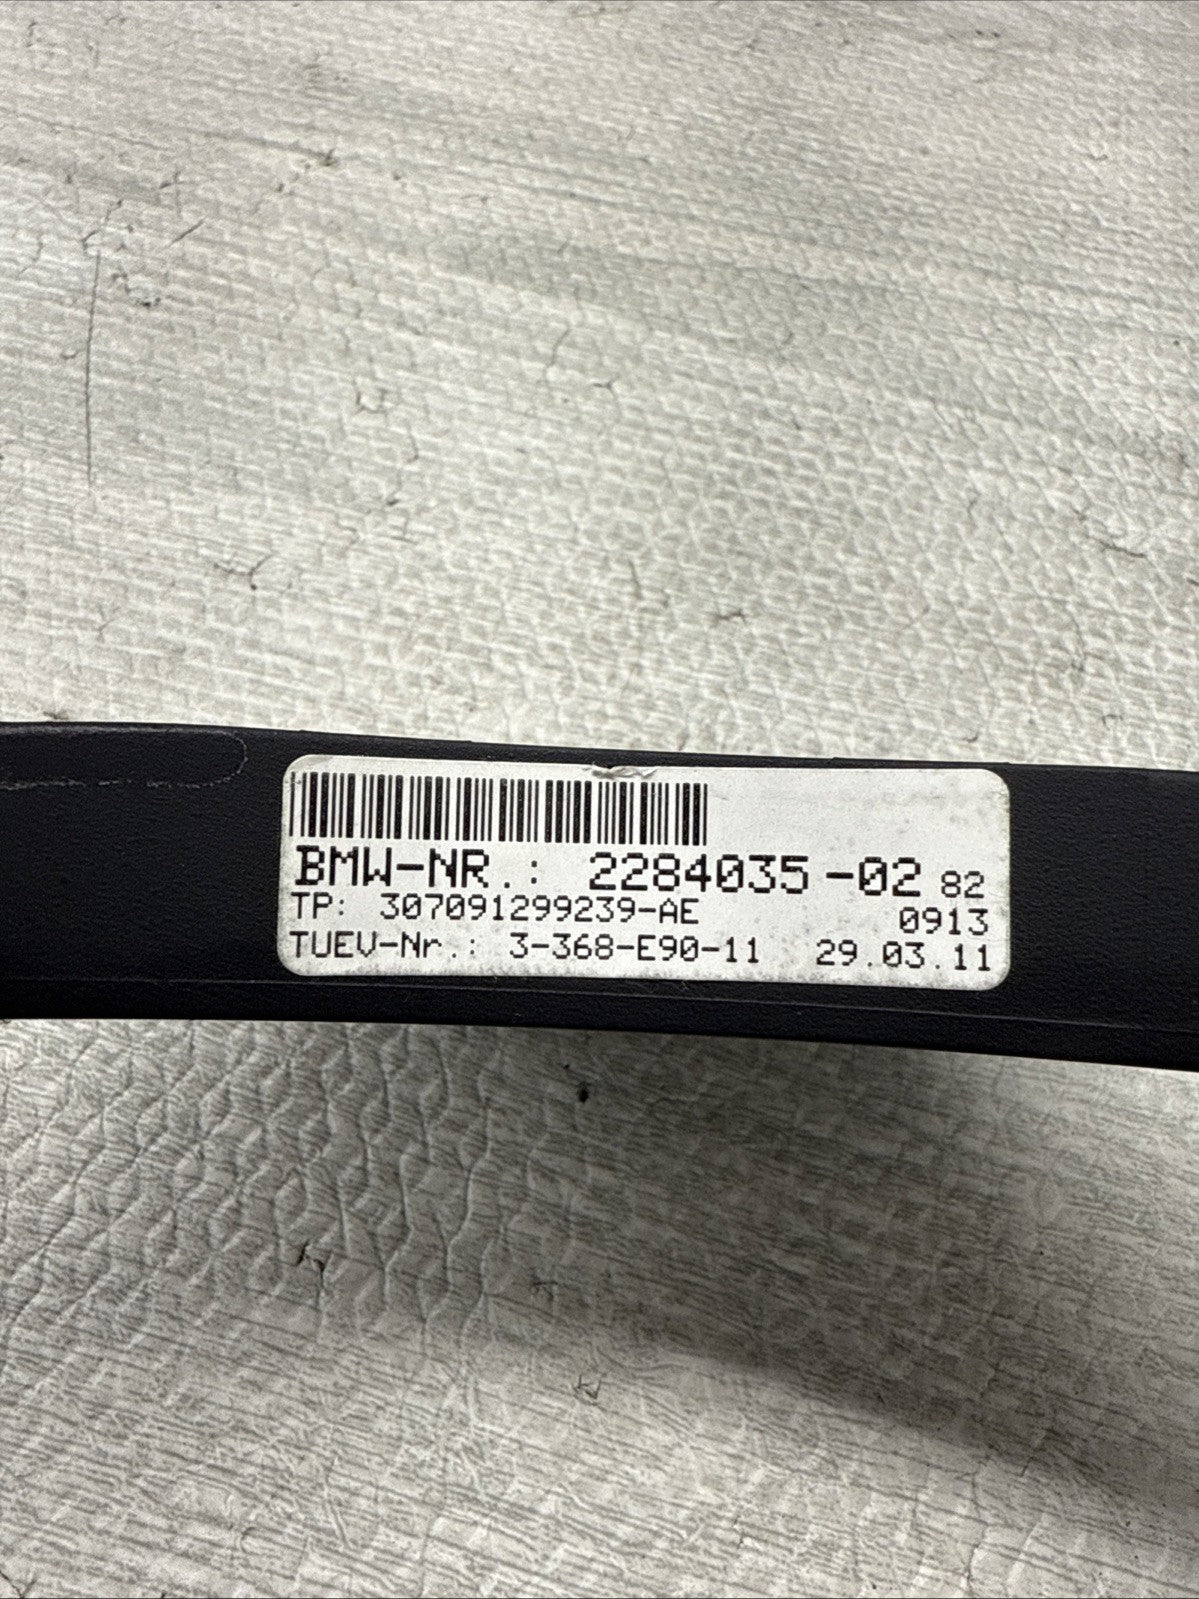 BMW-NR.: 2284035-02 82
TP: 307091299239-AE 0913
TUEV-Nr.: 3-368-E90-11 29.03.11